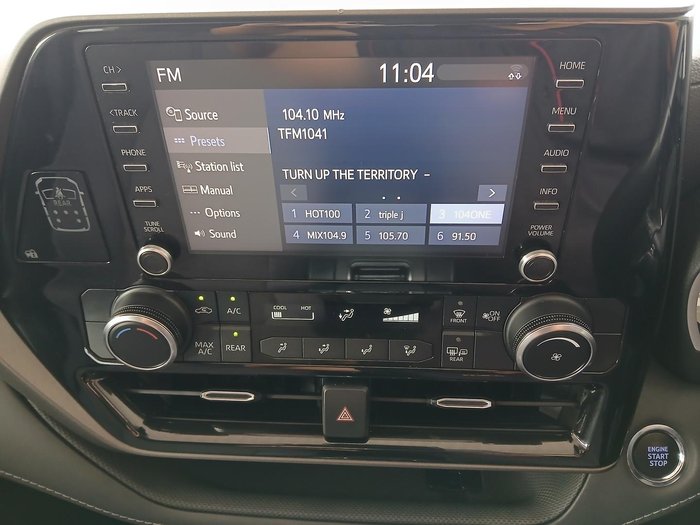 CH >
< TRACK
PHONE
APPS
TUNE
SCROLL
REAR
FM
11:04
Source
Presets
Station list
Manual
Options
Sound
104.10 MHz
TFM1041
TURN UP THE TERRITORY -
< >
1 HOT100 2 triple j 3 104ONE
4 MIX104.9 5 105.70 6 91.50
HOME
MENU
AUDIO
INFO
POWER
VOLUME
A/C
MAX
A/C
REAR
COOL HOT
FRONT
ON
OFF
REAR
ENGINE
START
STOP